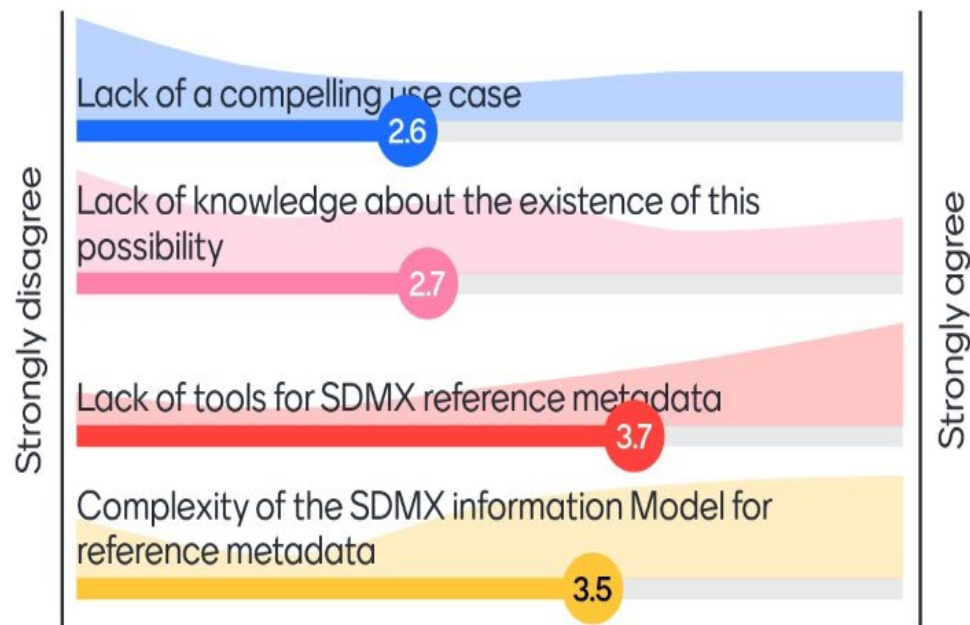 Strongly disagree
Lack of a compelling use case
2.6
Lack of knowledge about the existence of this
possibility
2.7
Lack of tools for SDMX reference metadata
3.7
Complexity of the SDMX information Model for
reference metadata
3.5
Strongly agree